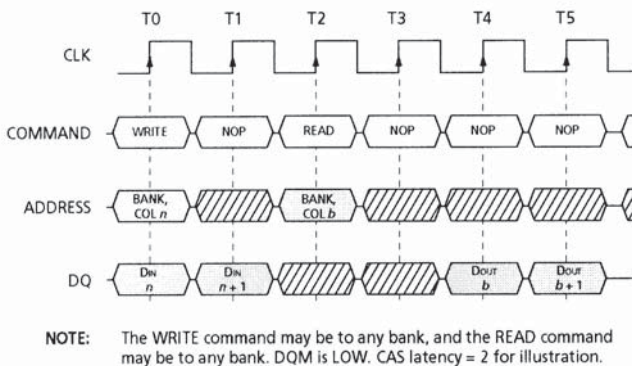 T0 T1 T2 T3 T4 T5
CLK
COMMAND WRITE NOP READ NOP NOP NOP
ADDRESS BANK, COL n BANK, COL b
DQ DIN n DIN n + 1 DOUT b DOUT b + 1
NOTE: The WRITE command may be to any bank, and the READ command
may be to any bank. DQM is LOW. CAS latency = 2 for illustration.